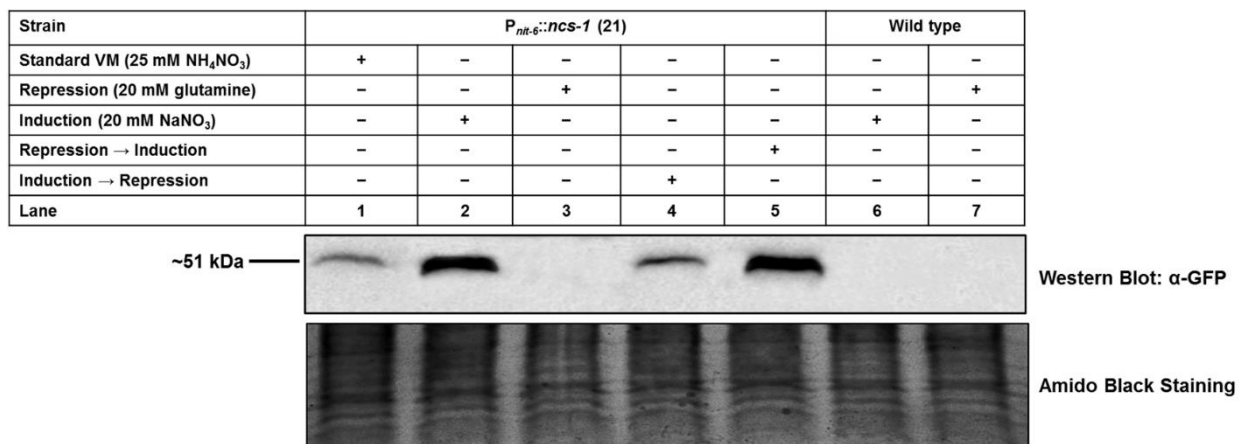 Strain P_nit-6::ncs-1 (21) Wild type
Standard VM (25 mM NH₄NO₃) + – – – – – –
Repression (20 mM glutamine) – – + – – – +
Induction (20 mM NaNO₃) – + – – – + –
Repression → Induction – – – – + – –
Induction → Repression – – – + – – –
Lane 1 2 3 4 5 6 7
~51 kDa
Western Blot: α-GFP
Amido Black Staining